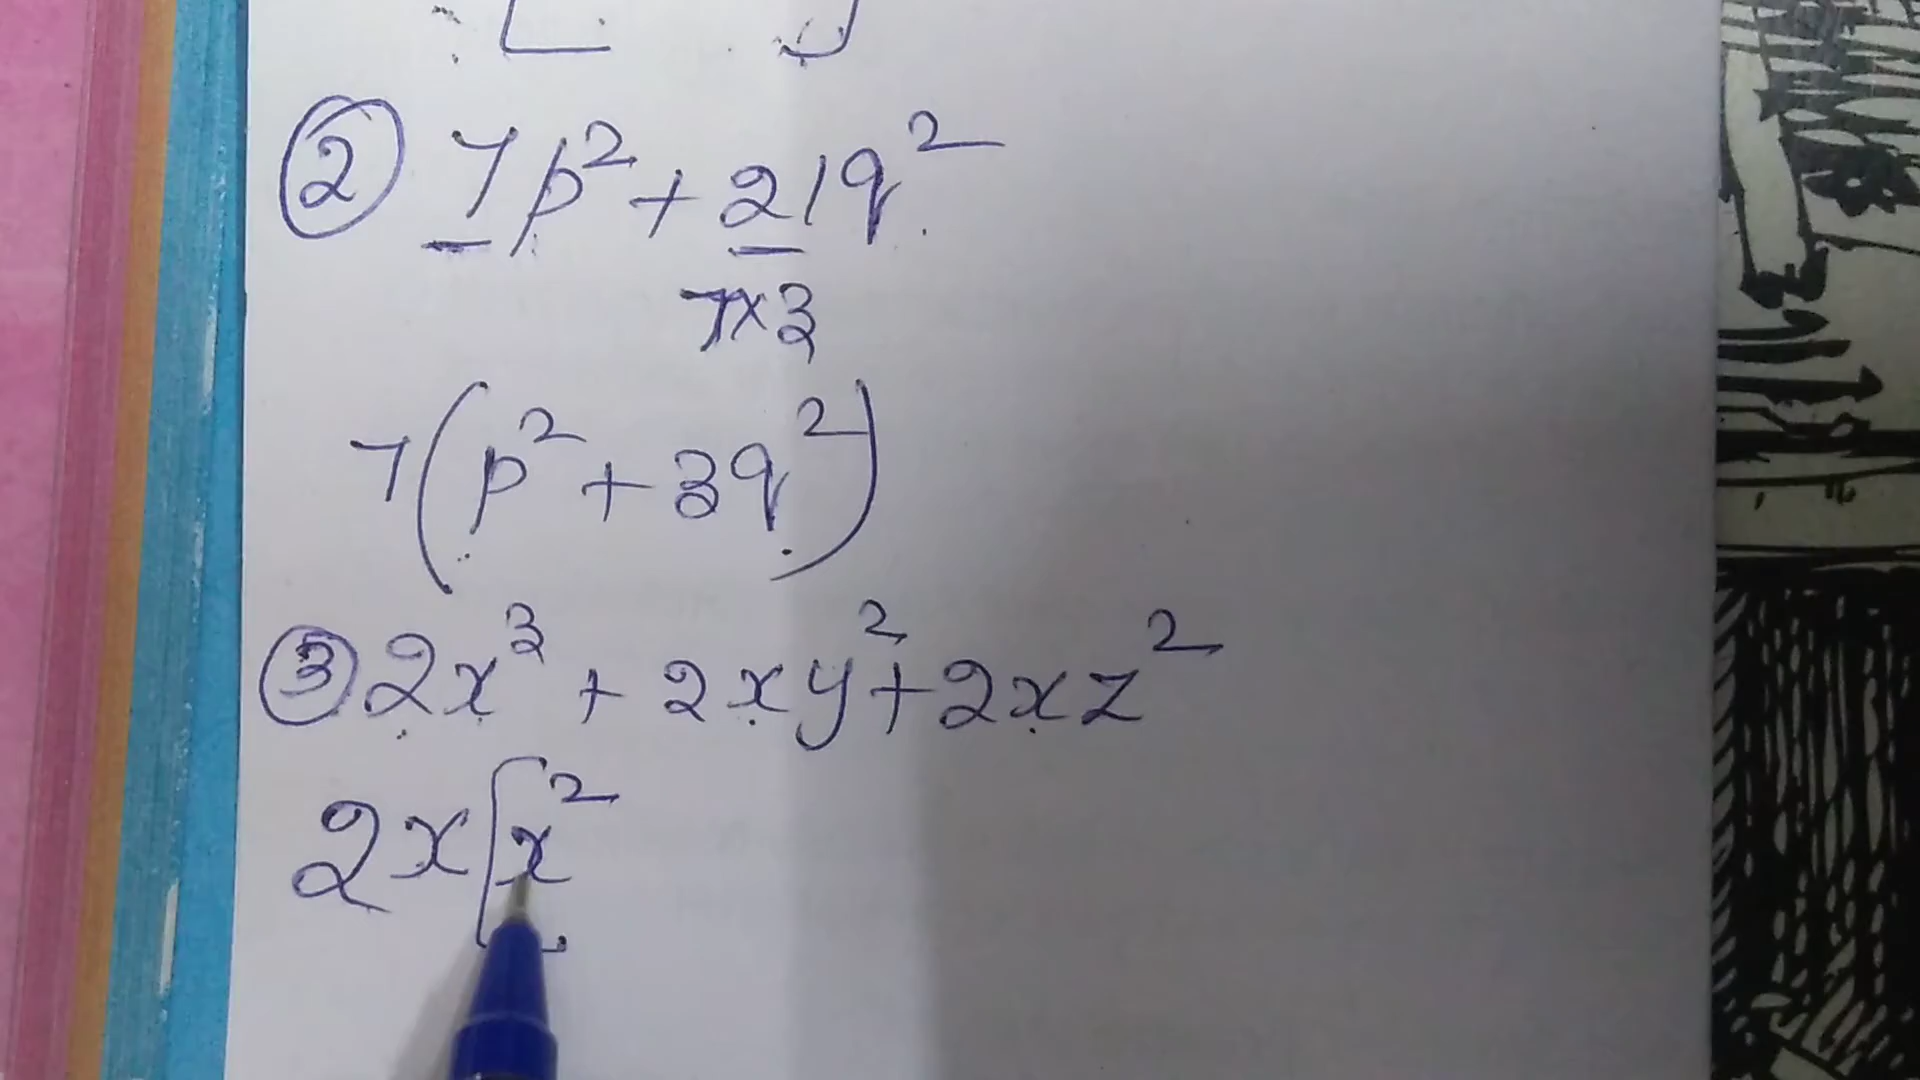 ② 7p² + 21q²
7×3
7(p² + 3q²)
③ 2x³ + 2xy² + 2xz²
2x[x²